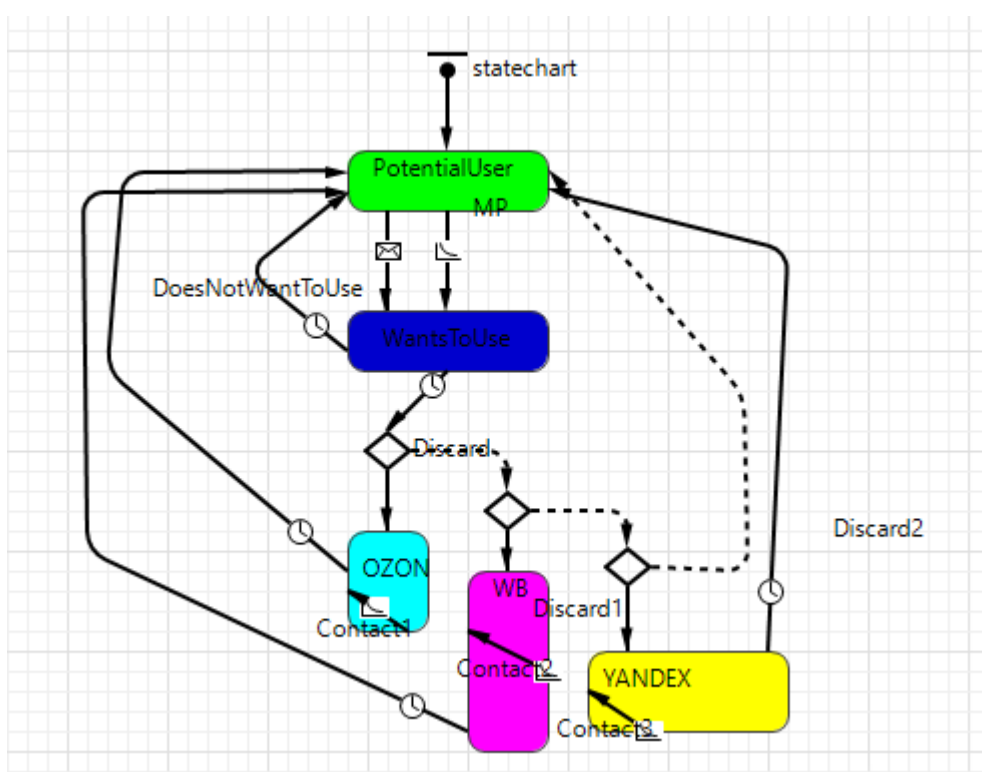 statechart
PotentialUser
MP
DoesNotWantToUse
WantsToUse
Discard
Discard2
OZON
WB
Discard1
Contact1
Contact2
YANDEX
Contact3